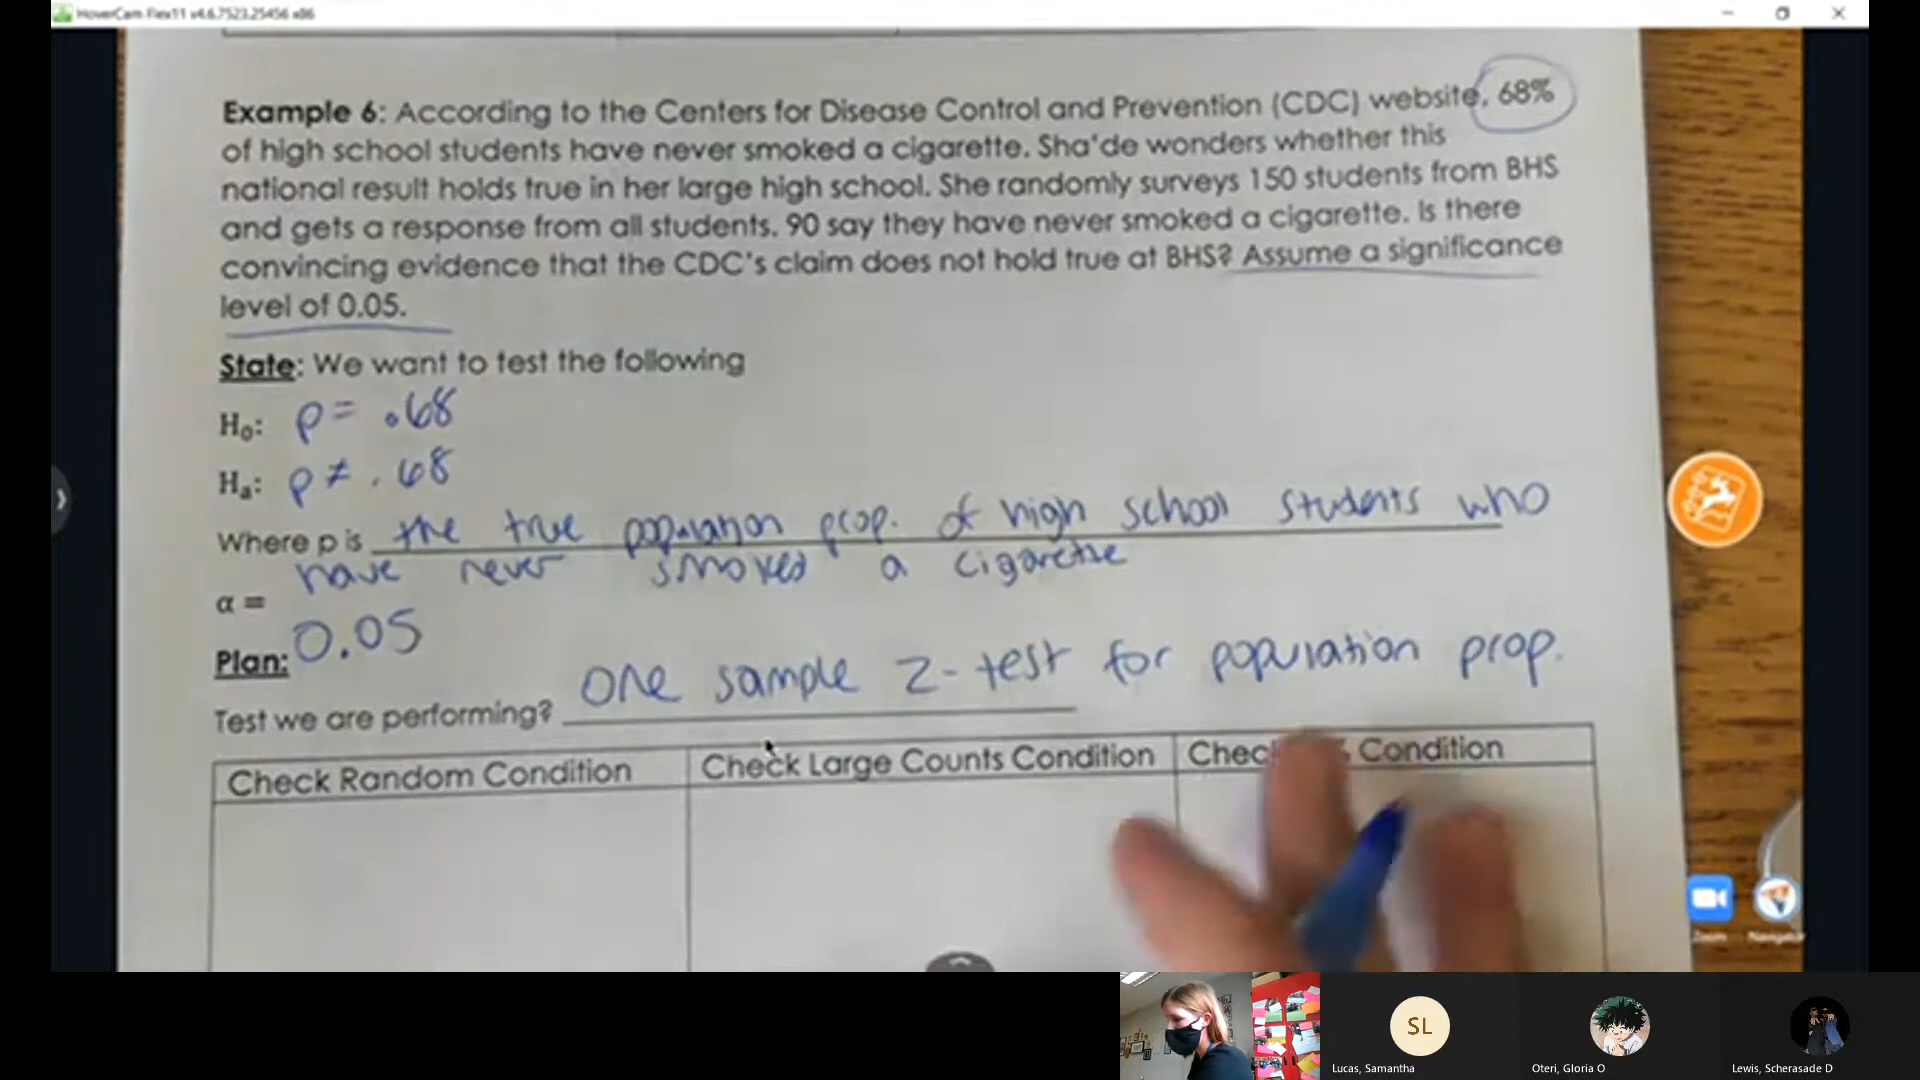 HoverCam Flex11 v4.6.7523.25456 x86
Example 6: According to the Centers for Disease Control and Prevention (CDC) website, 68%
of high school students have never smoked a cigarette. Sha'de wonders whether this
national result holds true in her large high school. She randomly surveys 150 students from BHS
and gets a response from all students. 90 say they have never smoked a cigarette. Is there
convincing evidence that the CDC's claim does not hold true at BHS? Assume a significance
level of 0.05.
State: We want to test the following
H₀: p = .68
Hₐ: p ≠ .68
Where p is the true population prop. of high school students who
have never smoked a cigarette
α =
0.05
Plan:
Test we are performing? One sample z-test for population prop.
Check Random Condition Check Large Counts Condition Chec Condition
Zoom Navigator
SL
Lucas, Samantha Oteri, Gloria O Lewis, Scherasade D